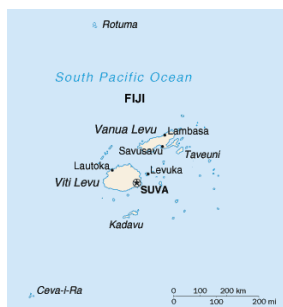 Rotuma
South Pacific Ocean
FIJI
Vanua Levu
Lambasa
Savusavu
Taveuni
Lautoka
Levuka
Viti Levu
SUVA
Kadavu
Ceva-I-Ra
0 100 200 km
0 100 200 mi